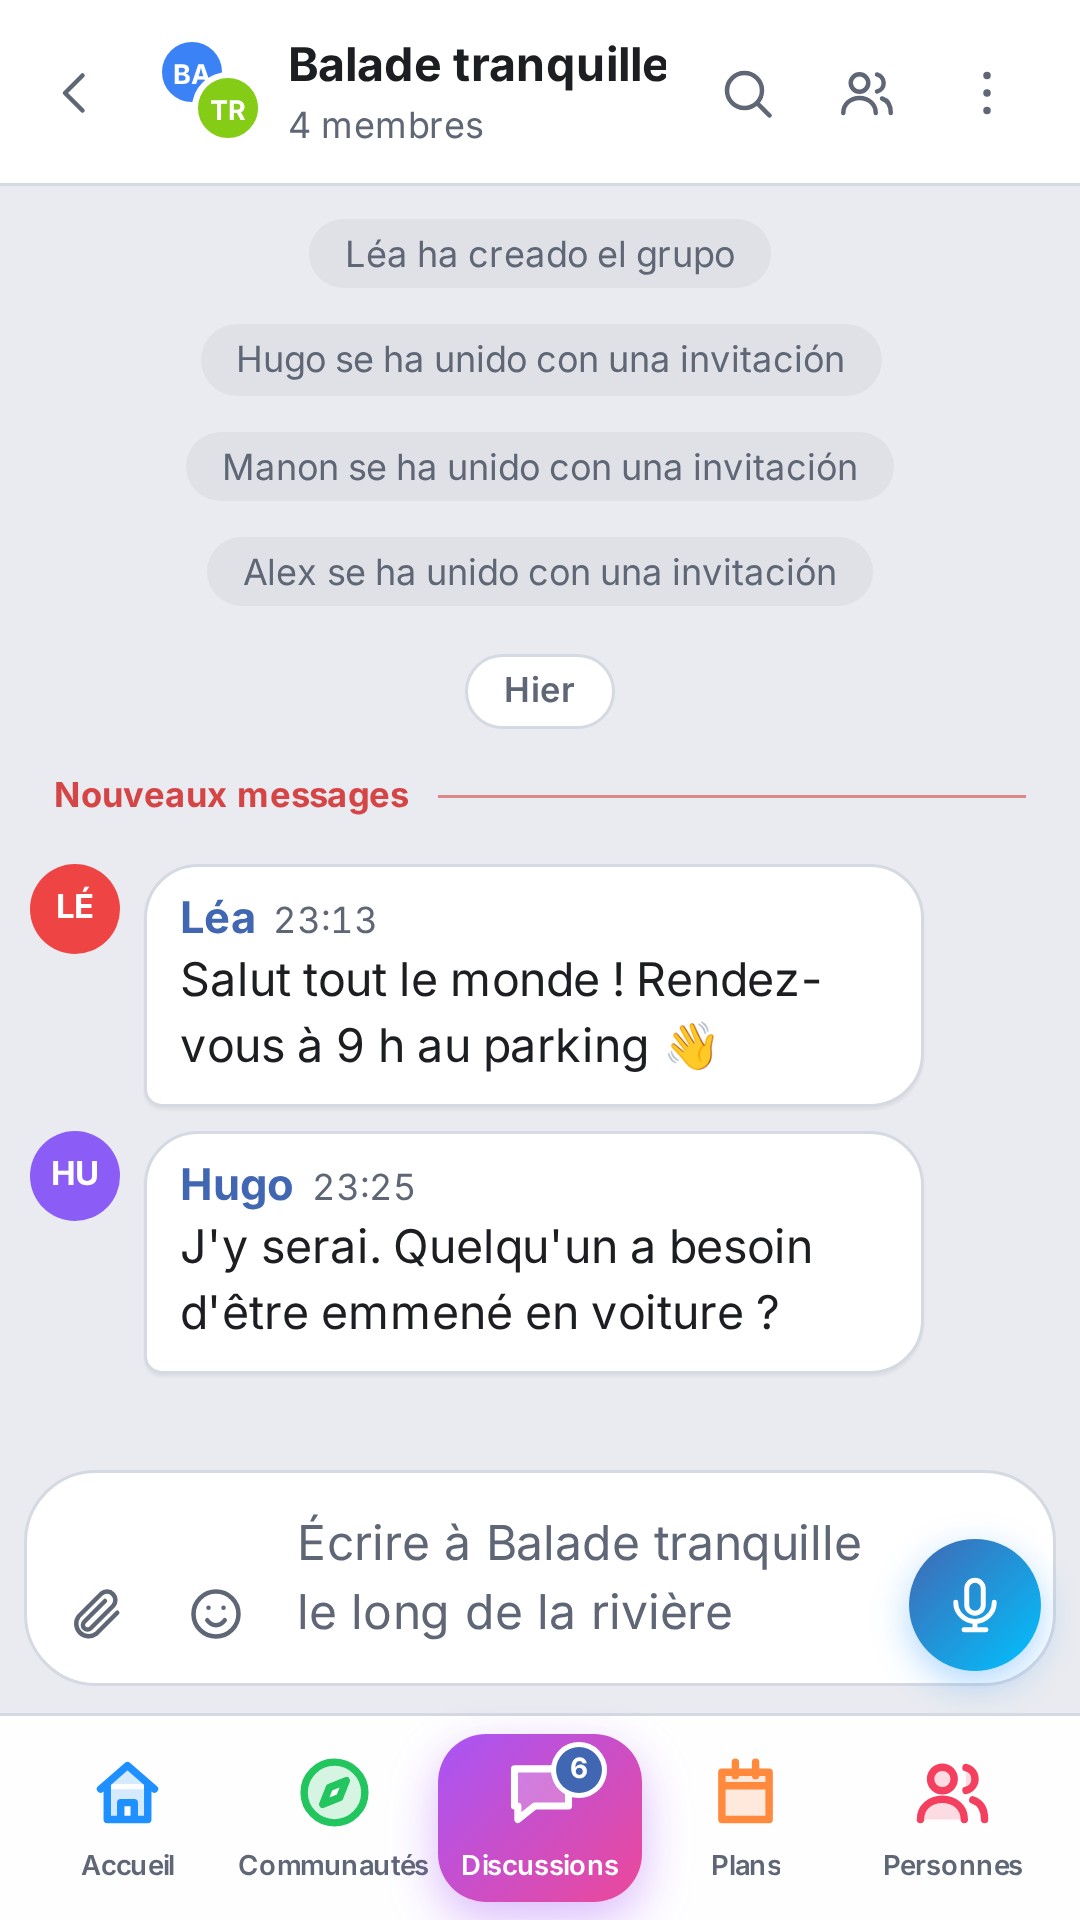 BA
TR
Balade tranquille
4 membres
Léa ha creado el grupo
Hugo se ha unido con una invitación
Manon se ha unido con una invitación
Alex se ha unido con una invitación
Hier
Nouveaux messages
LÉ
Léa 23:13
Salut tout le monde ! Rendez-
vous à 9 h au parking 👋
HU
Hugo 23:25
J'y serai. Quelqu'un a besoin
d'être emmené en voiture ?
Écrire à Balade tranquille
le long de la rivière
6
Accueil
Communautés
Discussions
Plans
Personnes